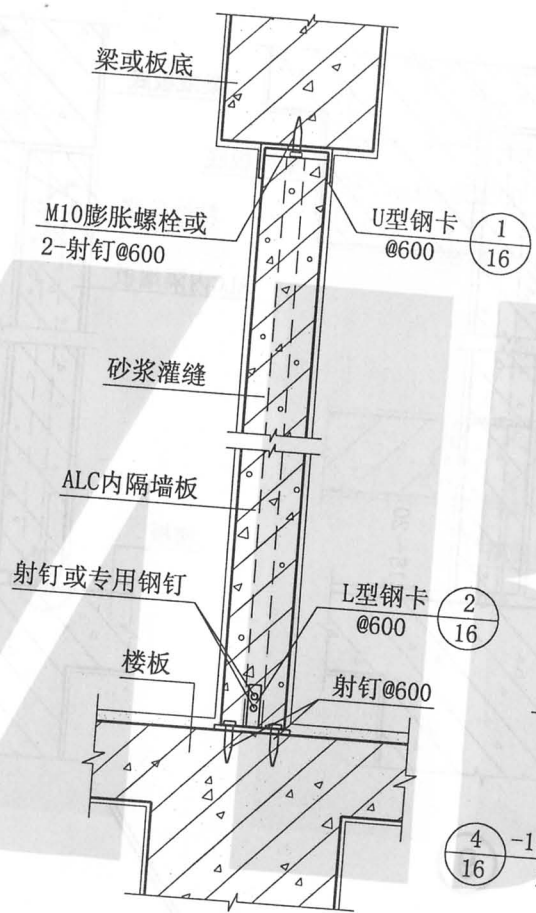 梁或板底
M10膨胀螺栓或
2-射钉@600
U型钢卡
@600
1
16
砂浆灌缝
ALC内隔墙板
射钉或专用钢钉
L型钢卡
@600
2
16
楼板
射钉@600
4
16
-1